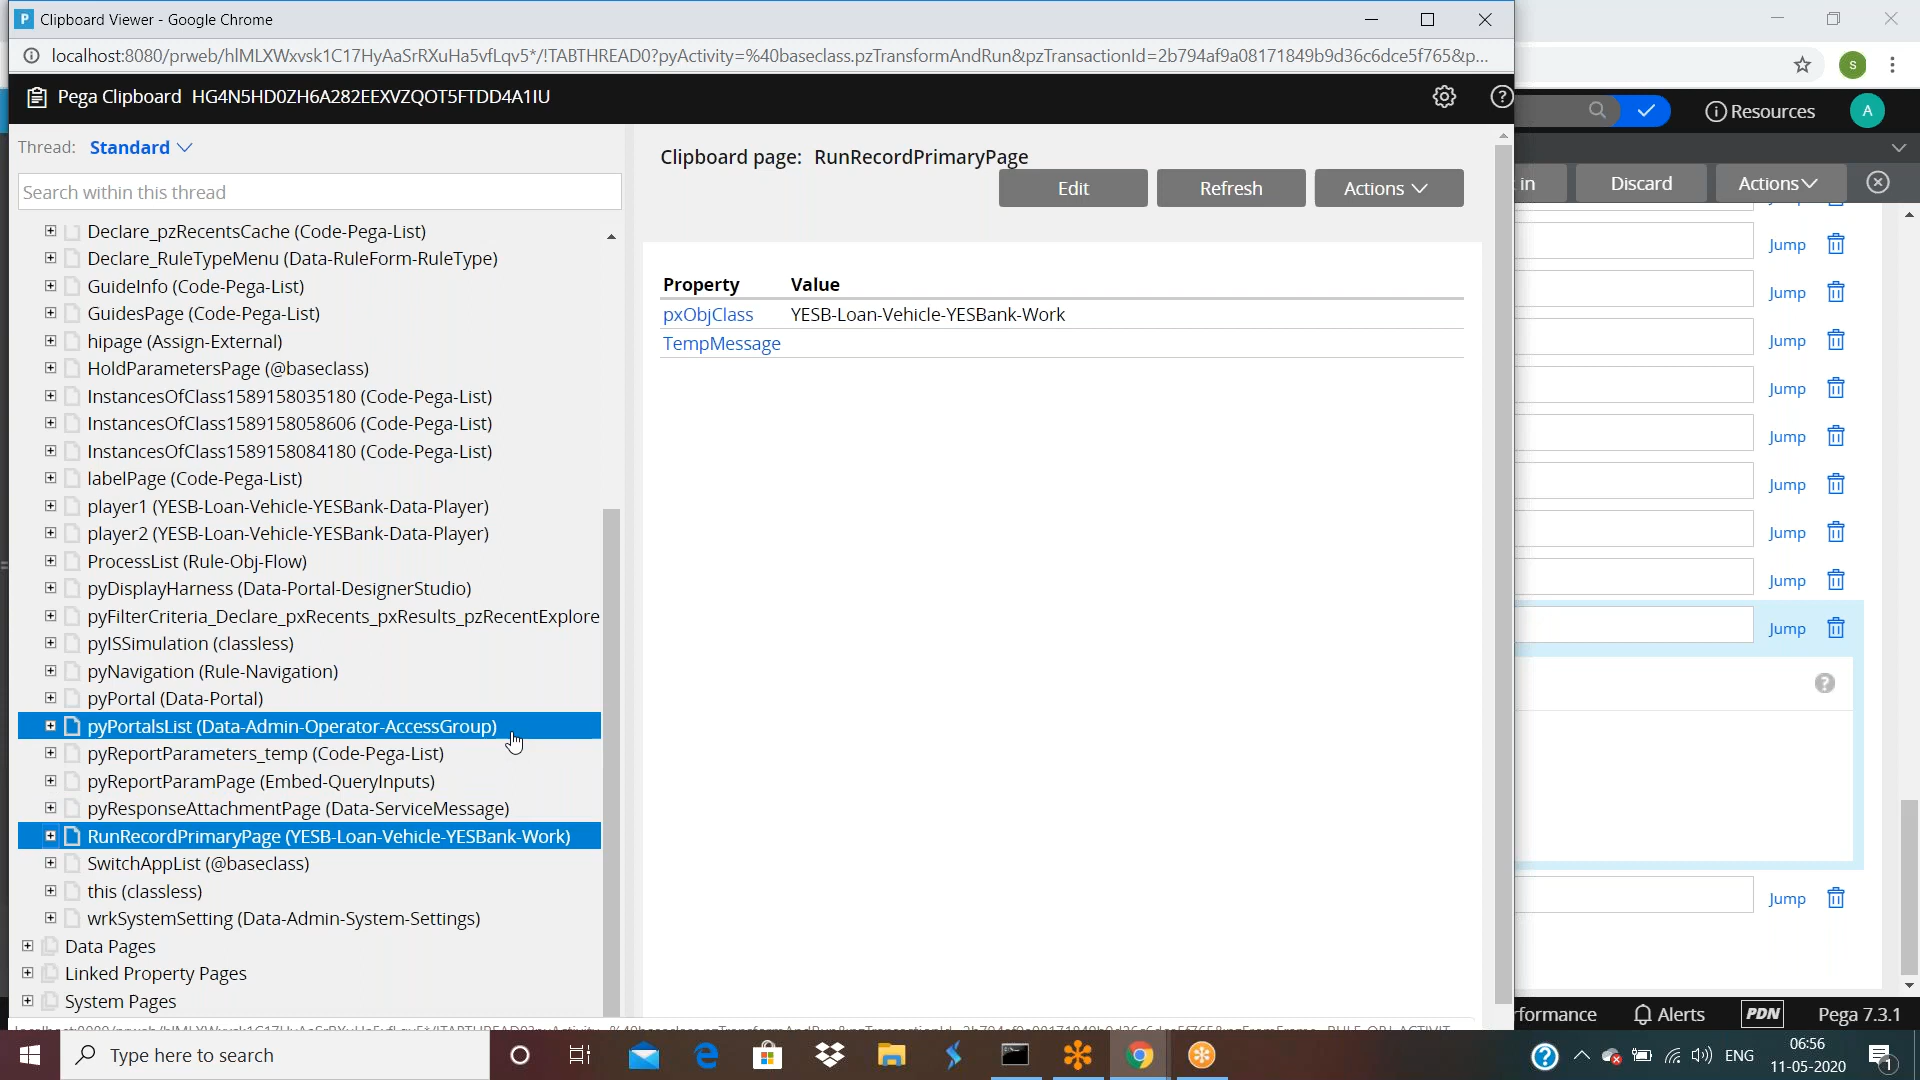 Clipboard Viewer - Google Chrome
localhost:8080/prweb/hlMLXWxvsk1C17HyAaSrRXuHa5vfLqv5*/!TABTHREAD0?pyActivity=%40baseclass.pzTransformAndRun&pzTransactionId=2b794af9a08171849b9d36c6dce5f765&p...
Pega Clipboard HG4N5HD0ZH6A282EEXVZQOT5FTDD4A1IU
Resources
A
s
Thread: Standard
Search within this thread
Clipboard page: RunRecordPrimaryPage
Edit
Refresh
Actions
in
Discard
Actions
Declare_pzRecentsCache (Code-Pega-List)
Declare_RuleTypeMenu (Data-RuleForm-RuleType)
GuideInfo (Code-Pega-List)
GuidesPage (Code-Pega-List)
hipage (Assign-External)
HoldParametersPage (@baseclass)
InstancesOfClass1589158035180 (Code-Pega-List)
InstancesOfClass1589158058606 (Code-Pega-List)
InstancesOfClass1589158084180 (Code-Pega-List)
labelPage (Code-Pega-List)
player1 (YESB-Loan-Vehicle-YESBank-Data-Player)
player2 (YESB-Loan-Vehicle-YESBank-Data-Player)
ProcessList (Rule-Obj-Flow)
pyDisplayHarness (Data-Portal-DesignerStudio)
pyFilterCriteria_Declare_pxRecents_pxResults_pzRecentExplore
pyISSimulation (classless)
pyNavigation (Rule-Navigation)
pyPortal (Data-Portal)
pyPortalsList (Data-Admin-Operator-AccessGroup)
pyReportParameters_temp (Code-Pega-List)
pyReportParamPage (Embed-QueryInputs)
pyResponseAttachmentPage (Data-ServiceMessage)
RunRecordPrimaryPage (YESB-Loan-Vehicle-YESBank-Work)
SwitchAppList (@baseclass)
this (classless)
wrkSystemSetting (Data-Admin-System-Settings)
Data Pages
Linked Property Pages
System Pages
Property Value
pxObjClass YESB-Loan-Vehicle-YESBank-Work
TempMessage
Jump
Jump
Jump
Jump
Jump
Jump
Jump
Jump
Jump
Jump
rformance
Alerts
PDN
Pega 7.3.1
Type here to search
ENG
06:56
11-05-2020
1